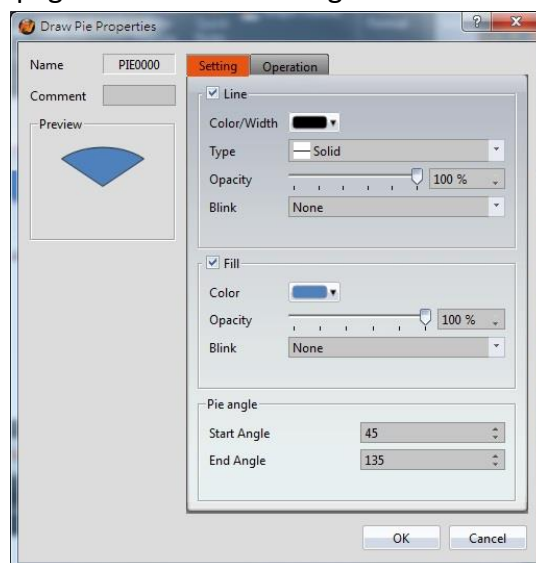 Draw Pie Properties
Name PIE0000
Comment
Preview
Setting Operation
Line
Color/Width
Type Solid
Opacity 100 %
Blink None
Fill
Color
Opacity 100 %
Blink None
Pie angle
Start Angle 45
End Angle 135
OK Cancel